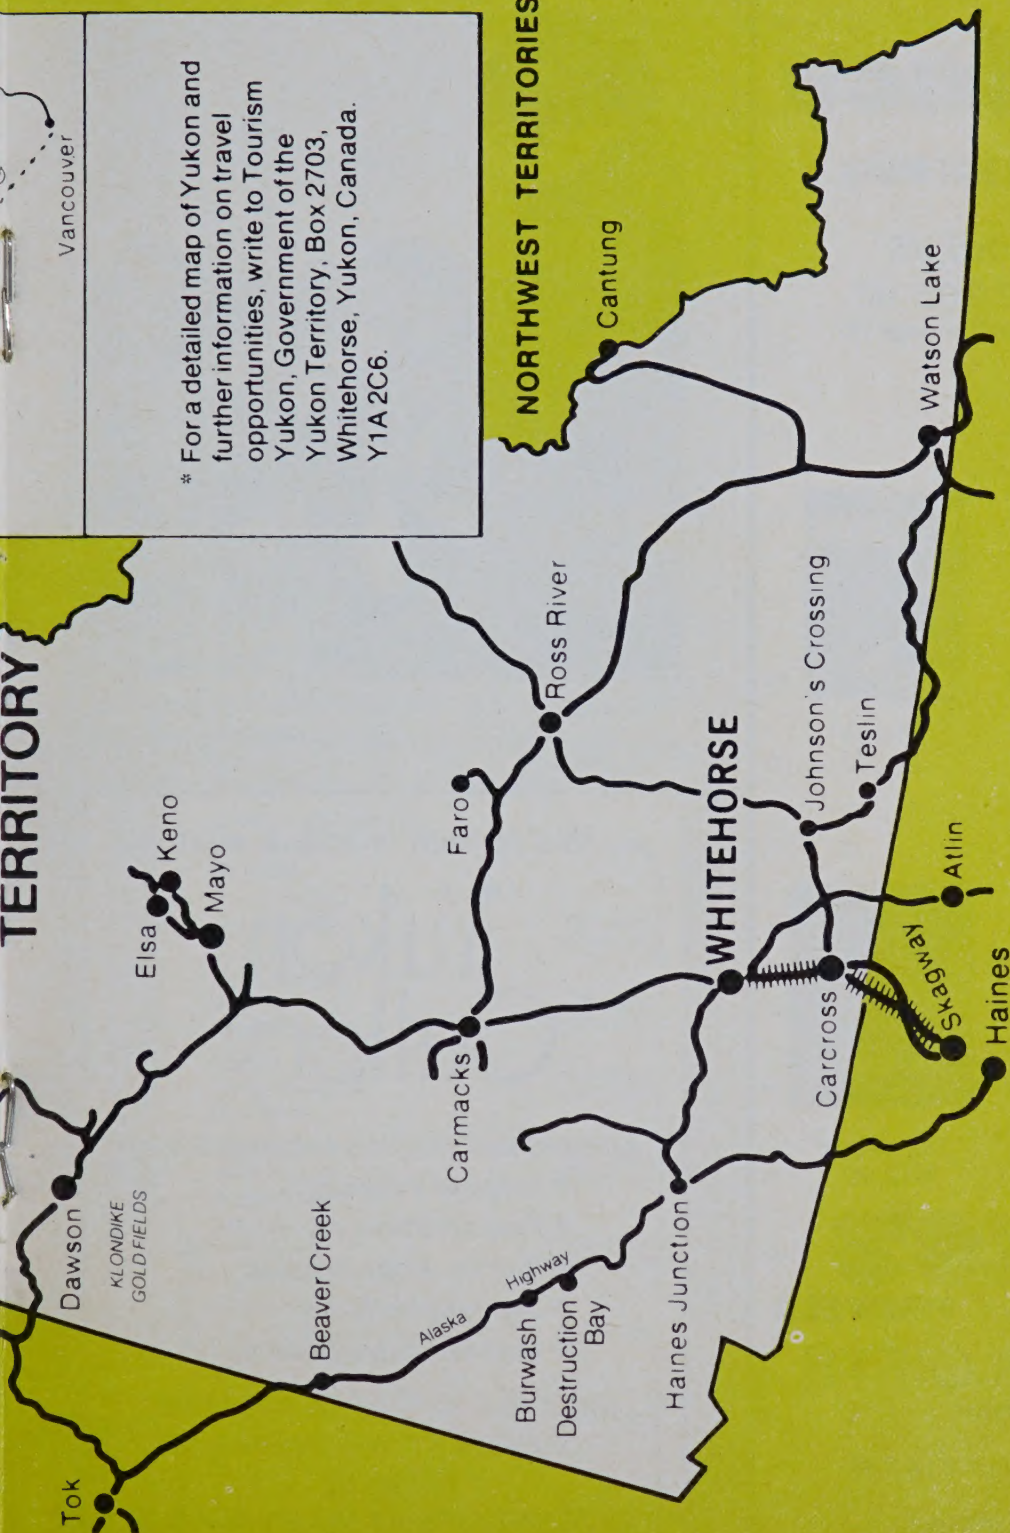 Vancouver
* For a detailed map of Yukon and
further information on travel
opportunities, write to Tourism
Yukon, Government of the
Yukon Territory, Box 2703,
Whitehorse, Yukon, Canada.
Y1A 2C6.
NORTHWEST TERRITORIES
TERRITORY
Cantung
Watson Lake
Ross River
Johnson's Crossing
Teslin
Faro
Keno
Mayo
Elsa
WHITEHORSE
Atlin
Skagway
Haines
Carcross
Carmacks
Dawson
KLONDIKE
GOLD FIELDS
Beaver Creek
Alaska
Highway
Burwash
Destruction
Bay
Haines Junction
Tok